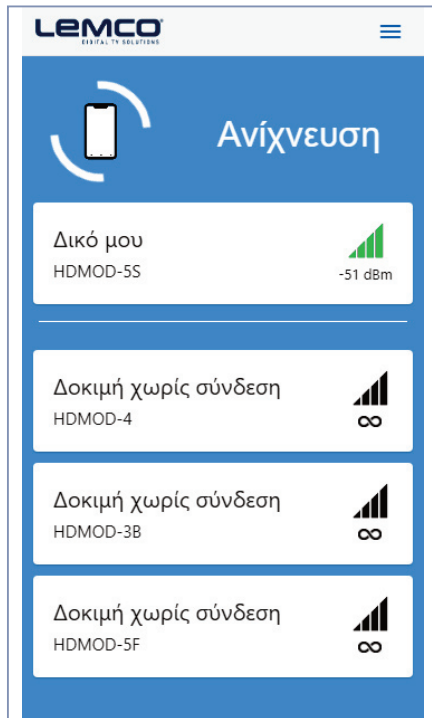 LEMCO
DIGITAL TV SOLUTIONS
Ανίχνευση
Δικό μου
HDMOD-5S
-51 dBm
Δοκιμή χωρίς σύνδεση
HDMOD-4
∞
Δοκιμή χωρίς σύνδεση
HDMOD-3B
∞
Δοκιμή χωρίς σύνδεση
HDMOD-5F
∞